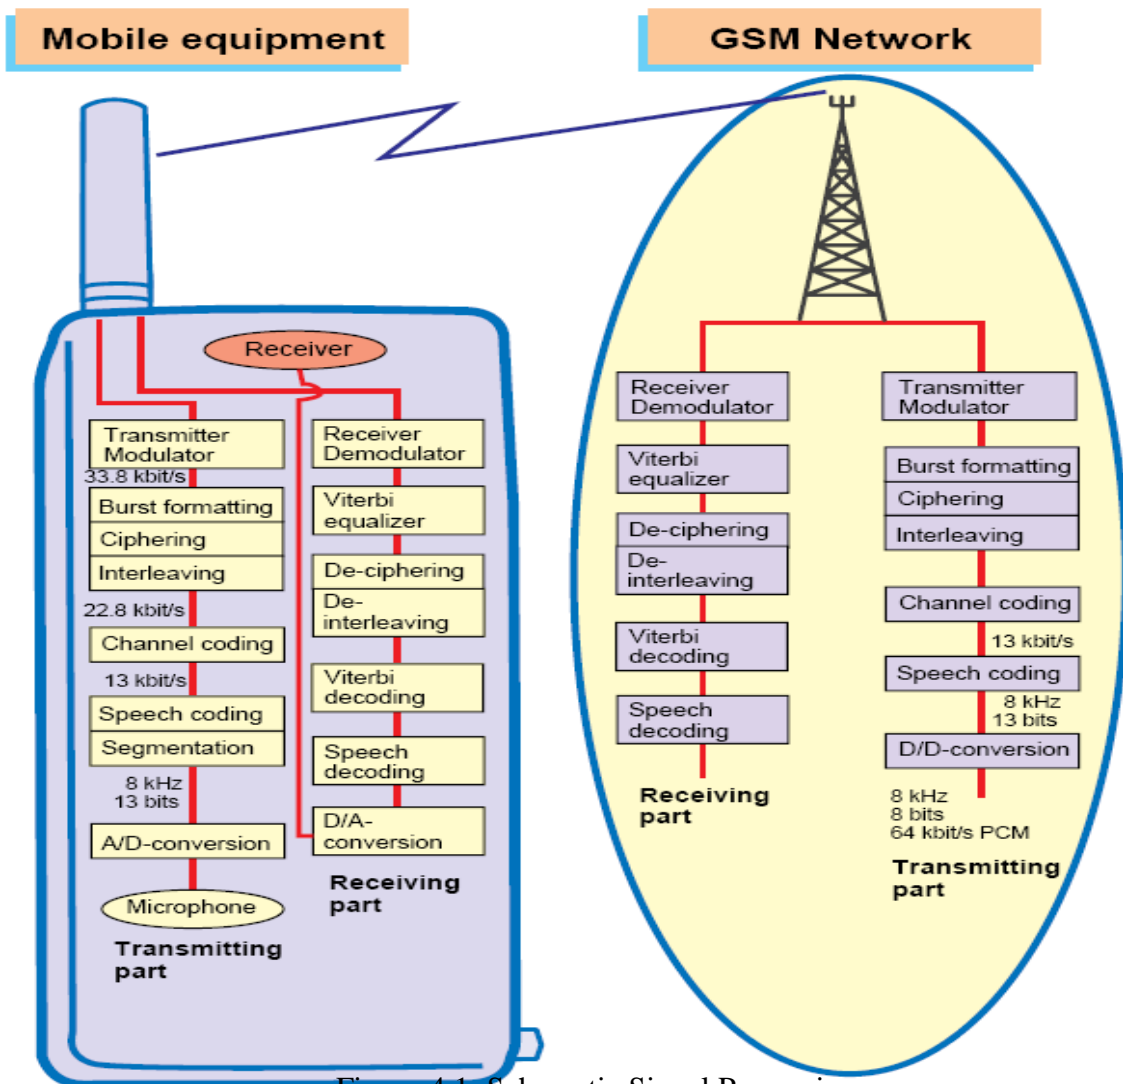 Mobile equipment
GSM Network
Receiver
Transmitter
Modulator
33.8 kbit/s
Burst formatting
Ciphering
Interleaving
22.8 kbit/s
Channel coding
13 kbit/s
Speech coding
Segmentation
8 kHz
13 bits
A/D-conversion
Microphone
Transmitting
part
Receiver
Demodulator
Viterbi
equalizer
De-ciphering
De-
interleaving
Viterbi
decoding
Speech
decoding
D/A-
conversion
Receiving
part
Receiver
Demodulator
Viterbi
equalizer
De-ciphering
De-
interleaving
Viterbi
decoding
Speech
decoding
Receiving
part
Transmitter
Modulator
Burst formatting
Ciphering
Interleaving
Channel coding
13 kbit/s
Speech coding
8 kHz
13 bits
D/D-conversion
8 kHz
8 bits
64 kbit/s PCM
Transmitting
part